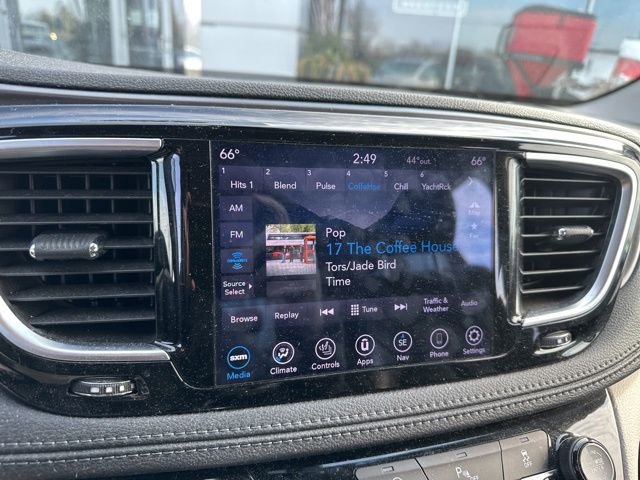 66° 2:49 44°out. 66°
1 2 3 4 5 6
Hits 1 Blend Pulse CoffeHse Chill YachtRck
AM
FM
Source
Select
Pop
17 The Coffee House
Tors/Jade Bird
Time
Browse Replay Tune Traffic & Weather Audio
sxm U SE
Media Climate Controls Apps Nav Phone Settings
P